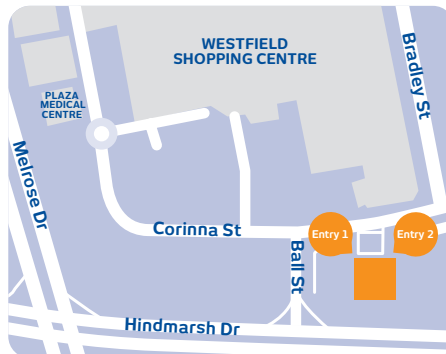 WESTFIELD
SHOPPING CENTRE
Bradley St
PLAZA
MEDICAL
CENTRE
Melrose Dr
Corinna St
Entry 1
Entry 2
Ball St
Hindmarsh Dr